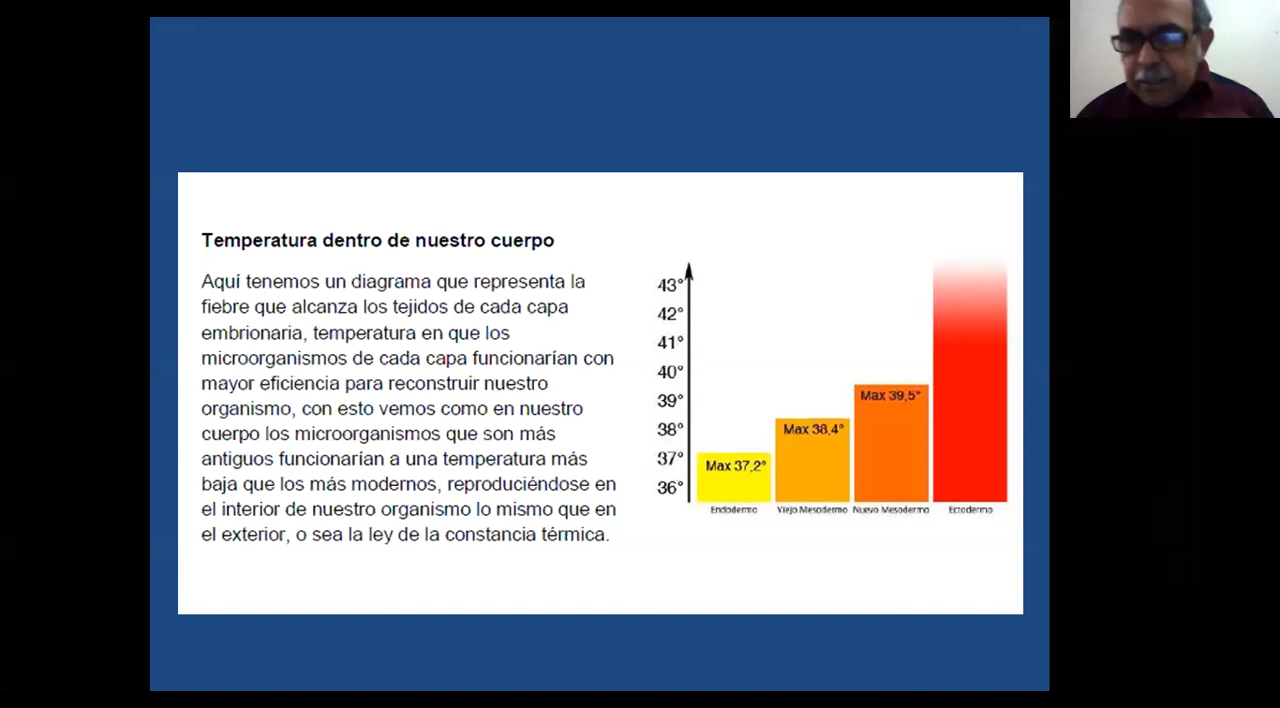 Temperatura dentro de nuestro cuerpo
Aquí tenemos un diagrama que representa la
fiebre que alcanza los tejidos de cada capa
embrionaria, temperatura en que los
microorganismos de cada capa funcionarían con
mayor eficiencia para reconstruir nuestro
organismo, con esto vemos como en nuestro
cuerpo los microorganismos que son más
antiguos funcionarían a una temperatura más
baja que los más modernos, reproduciéndose en
el interior de nuestro organismo lo mismo que en
el exterior, o sea la ley de la constancia térmica.
43°
42°
41°
40°
39°
38°
37°
36°
Max 37,2°
Max 38,4°
Max 39,5°
Endodermo Viejo Mesodermo Nuevo Mesodermo Ectodermo